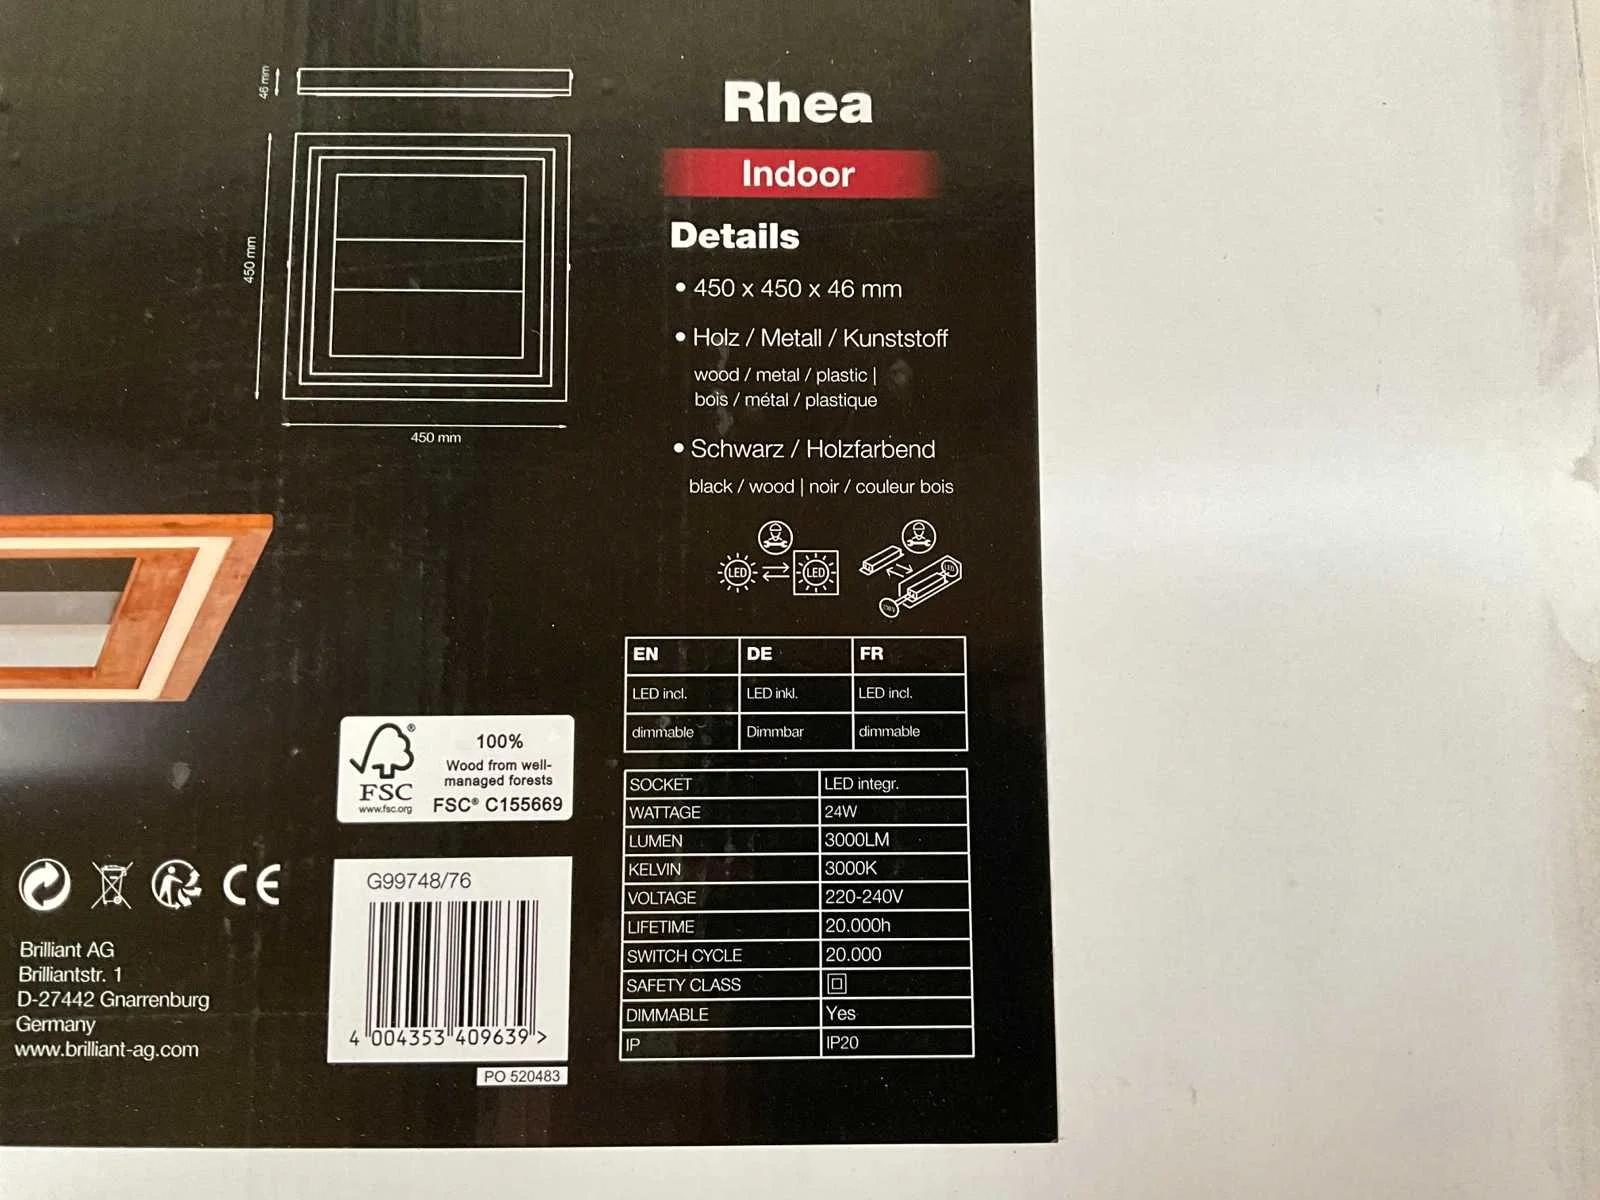 46 mm
450 mm
450 mm
Rhea
Indoor
Details
• 450 x 450 x 46 mm
• Holz / Metall / Kunststoff
wood / metal / plastic |
bois / métal / plastique
• Schwarz / Holzfarbend
black / wood | noir / couleur bois
LED LED LED
EN DE FR
LED incl. LED inkl. LED incl.
dimmable Dimmbar dimmable
SOCKET LED integr.
WATTAGE 24W
LUMEN 3000LM
KELVIN 3000K
VOLTAGE 220-240V
LIFETIME 20.000h
SWITCH CYCLE 20.000
SAFETY CLASS
DIMMABLE Yes
IP IP20
FSC®
www.fsc.org
100%
Wood from well-
managed forests
FSC® C155669
CE
Brilliant AG
Brilliantstr. 1
D-27442 Gnarrenburg
Germany
www.brilliant-ag.com
G99748/76
4 004353 409639 >
PO 520483